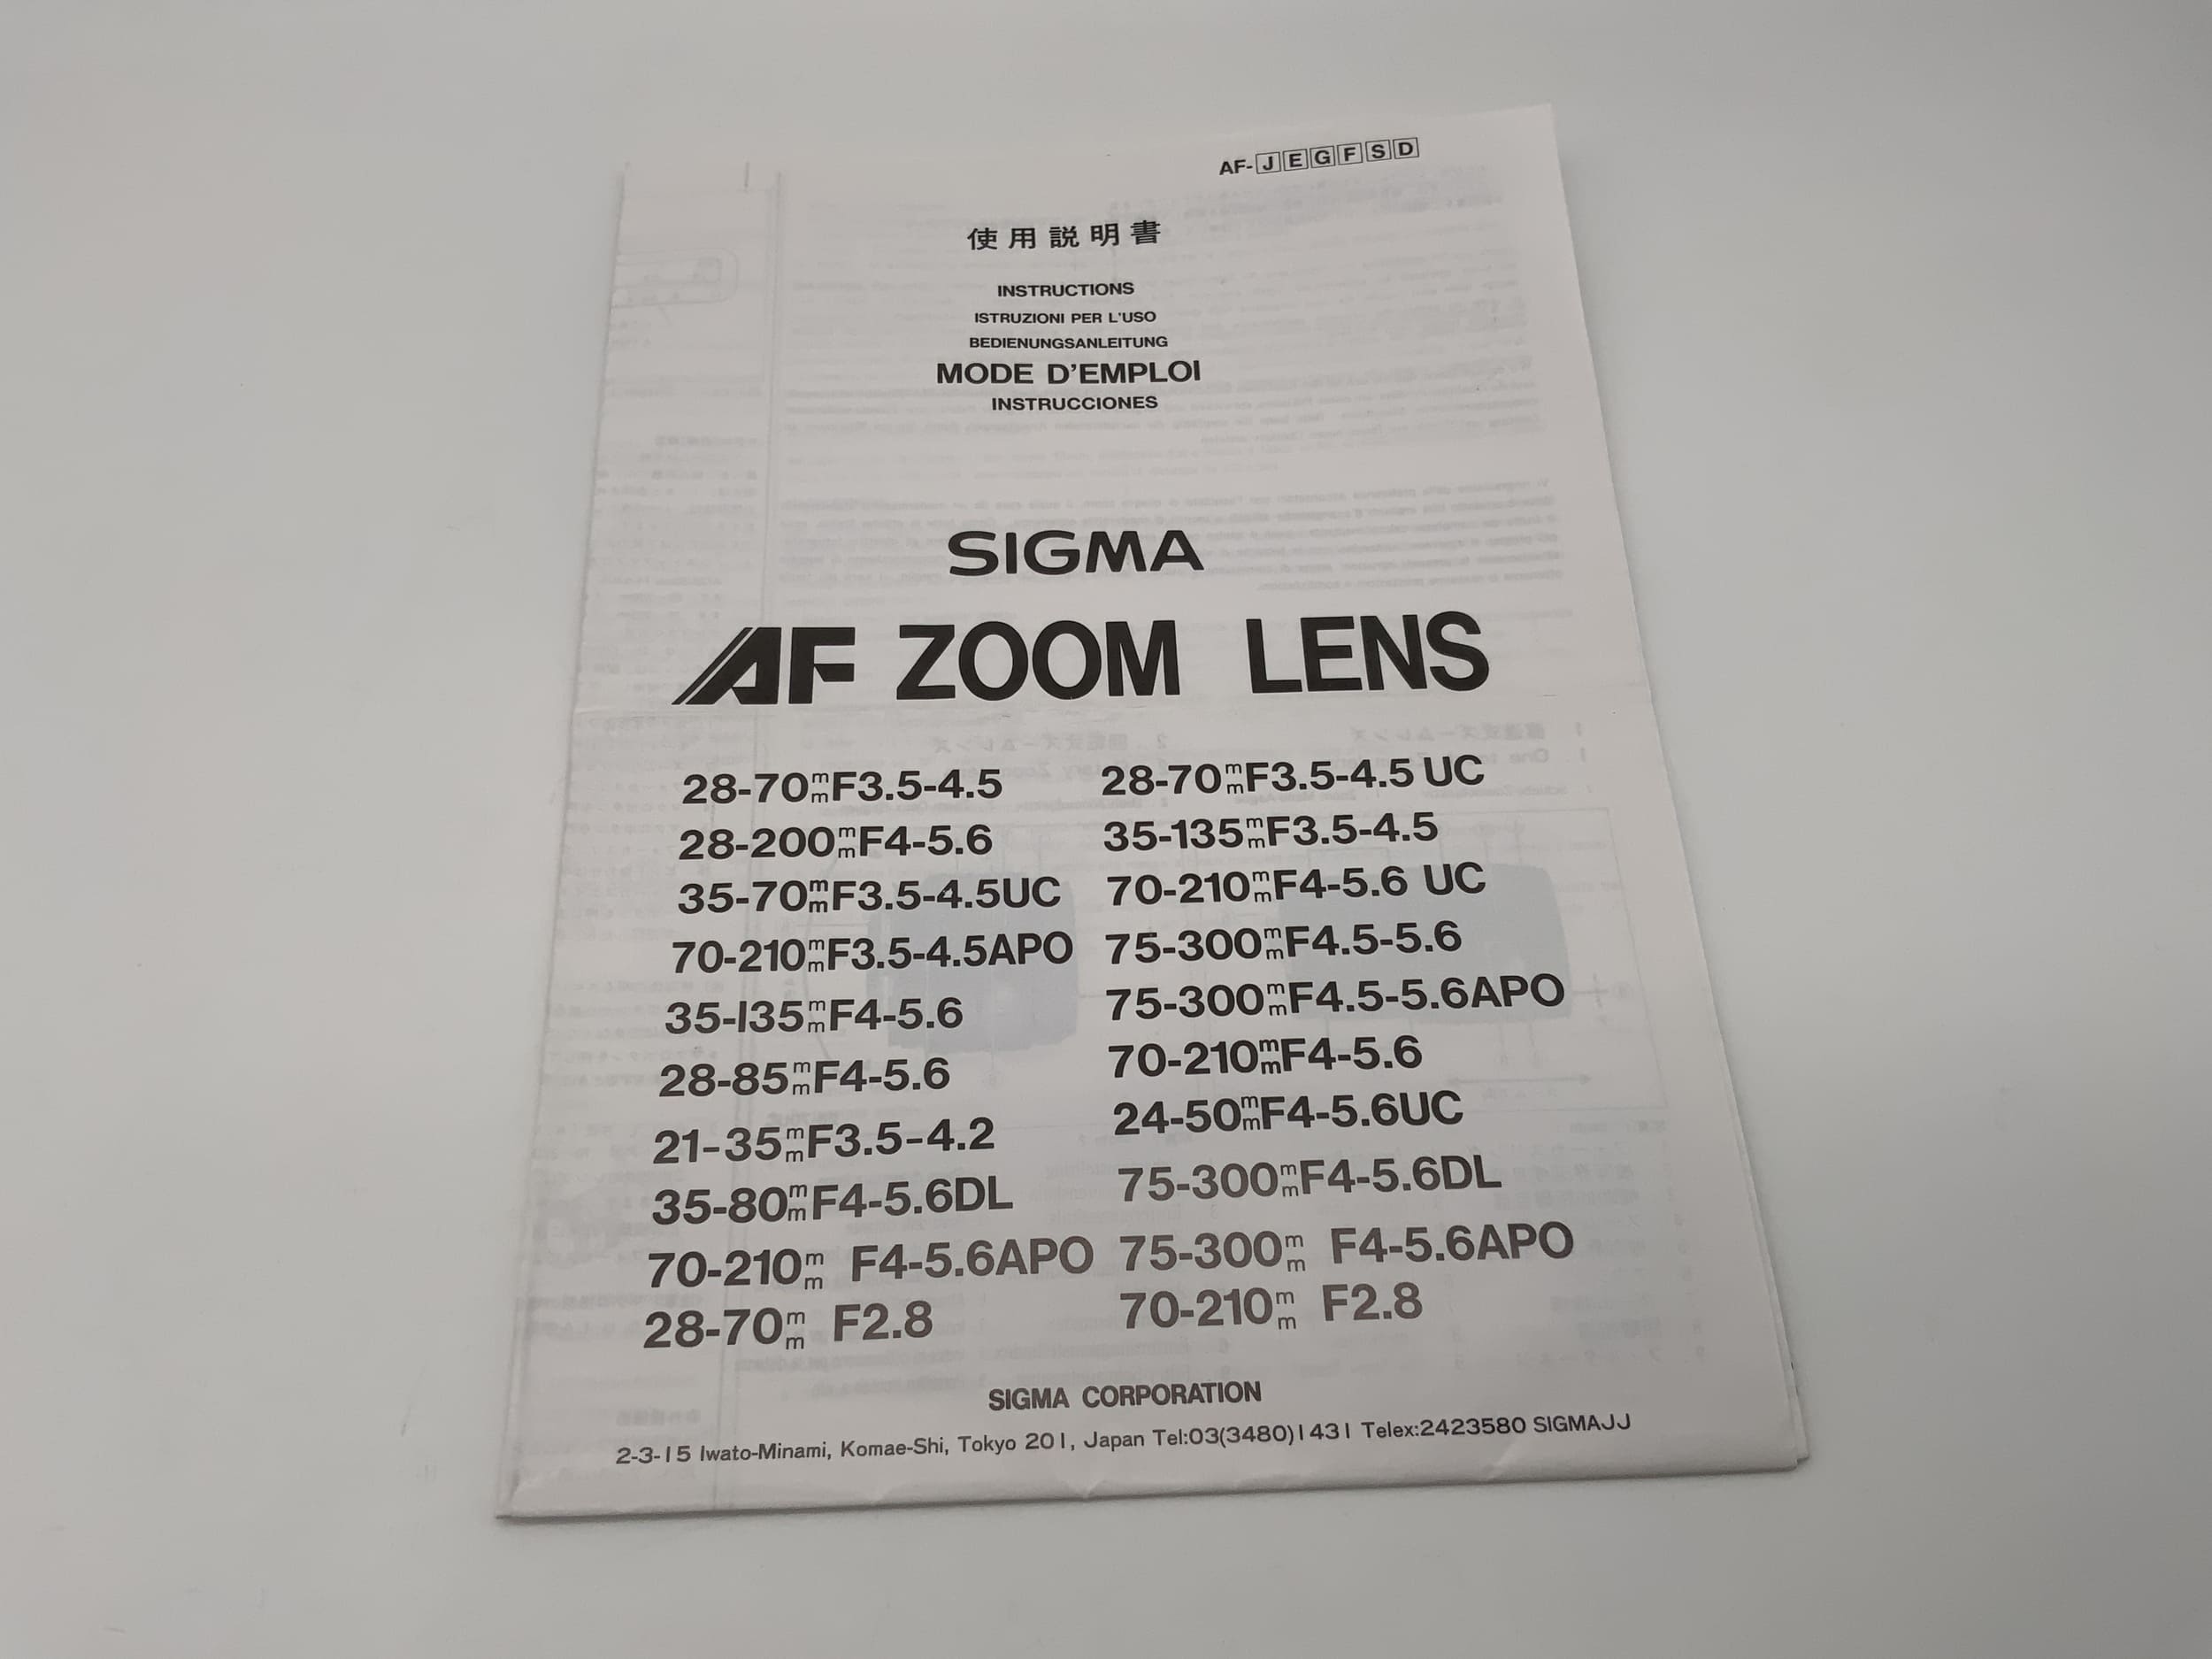 AF-JEGFSD
使用説明書
INSTRUCTIONS
ISTRUZIONI PER L'USO
BEDIENUNGSANLEITUNG
MODE D'EMPLOI
INSTRUCCIONES
SIGMA
AF ZOOM LENS
28-70mm F3.5-4.5 28-70mm F3.5-4.5 UC
28-200mm F4-5.6 35-135mm F3.5-4.5
35-70mm F3.5-4.5UC 70-210mm F4-5.6 UC
70-210mm F3.5-4.5APO 75-300mm F4.5-5.6
35-135mm F4-5.6 75-300mm F4.5-5.6APO
28-85mm F4-5.6 70-210mm F4-5.6
21-35mm F3.5-4.2 24-50mm F4-5.6UC
35-80mm F4-5.6DL 75-300mm F4-5.6DL
70-210mm F4-5.6APO 75-300mm F4-5.6APO
28-70mm F2.8 70-210mm F2.8
SIGMA CORPORATION
2-3-15 Iwato-Minami, Komae-Shi, Tokyo 201, Japan Tel:03(3480)1431 Telex:2423580 SIGMAJJ